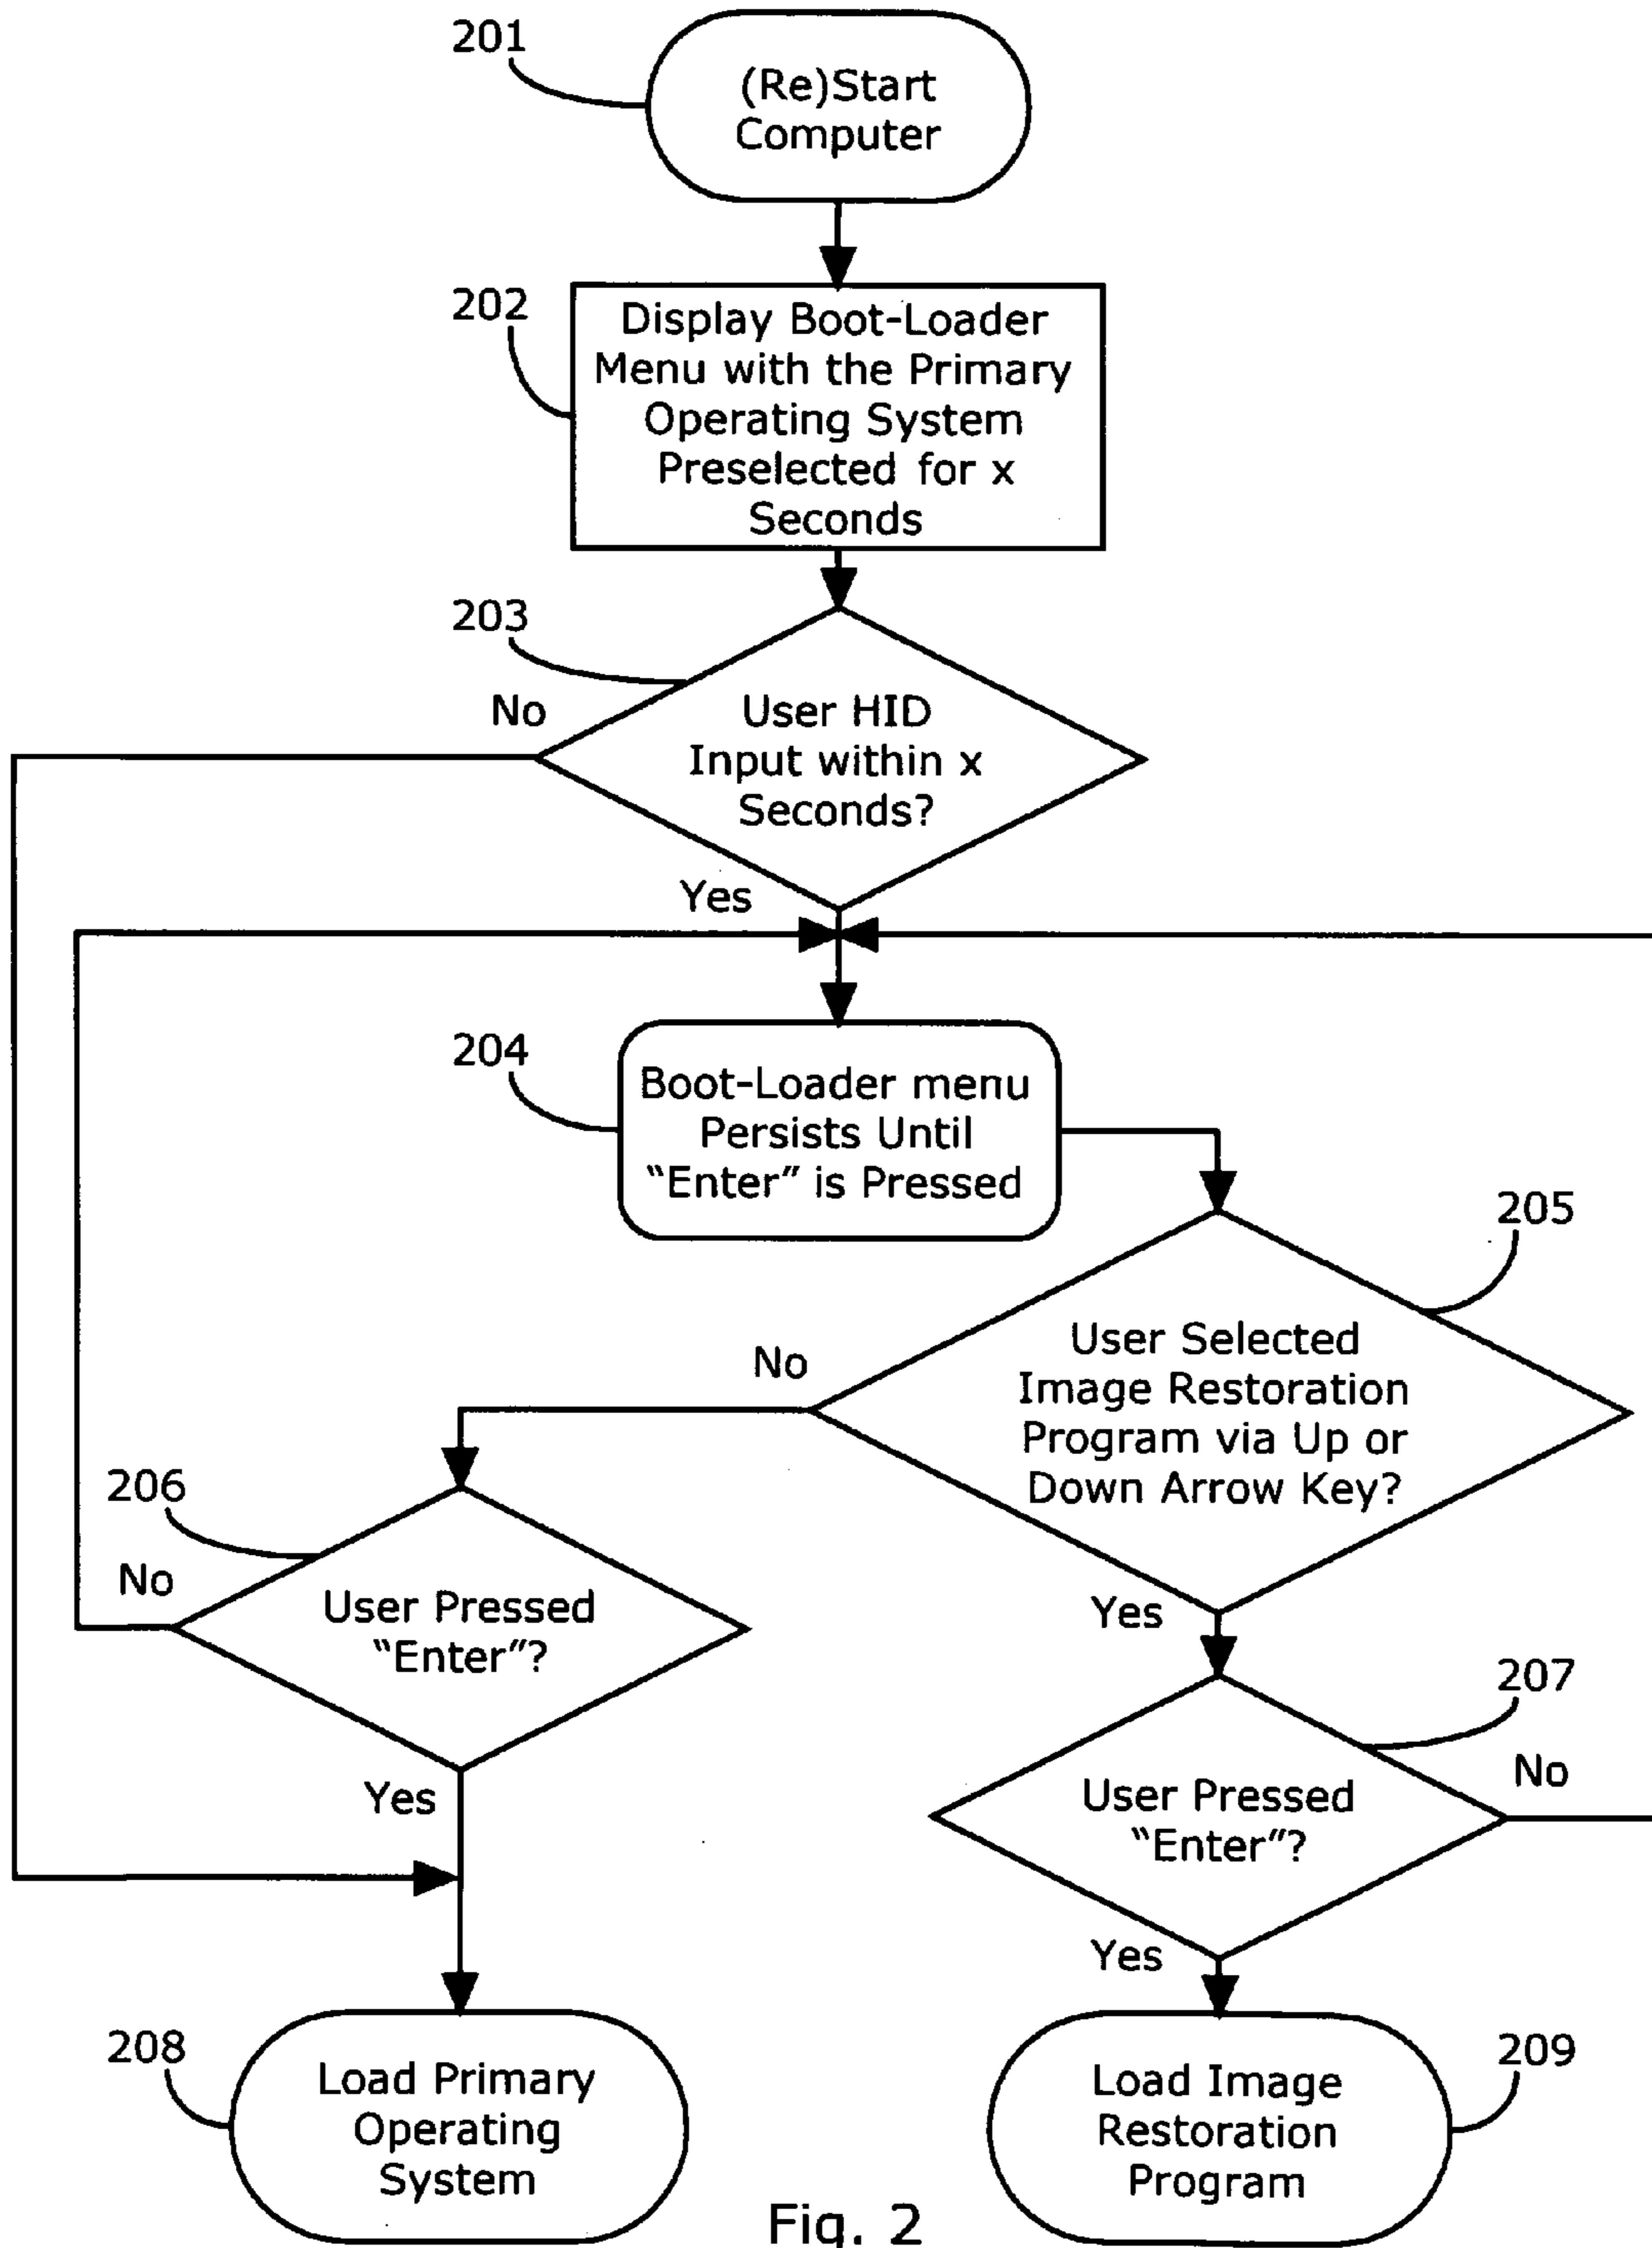 201
(Re)Start
Computer
202
Display Boot-Loader
Menu with the Primary
Operating System
Preselected for x
Seconds
203
No
User HID
Input within x
Seconds?
Yes
204
Boot-Loader menu
Persists Until
“Enter” is Pressed
205
No
User Selected
Image Restoration
Program via Up or
Down Arrow Key?
206
No
User Pressed
“Enter”?
Yes
207
Yes
User Pressed
“Enter”?
No
Yes
208
Load Primary
Operating
System
209
Load Image
Restoration
Program
Fig. 2